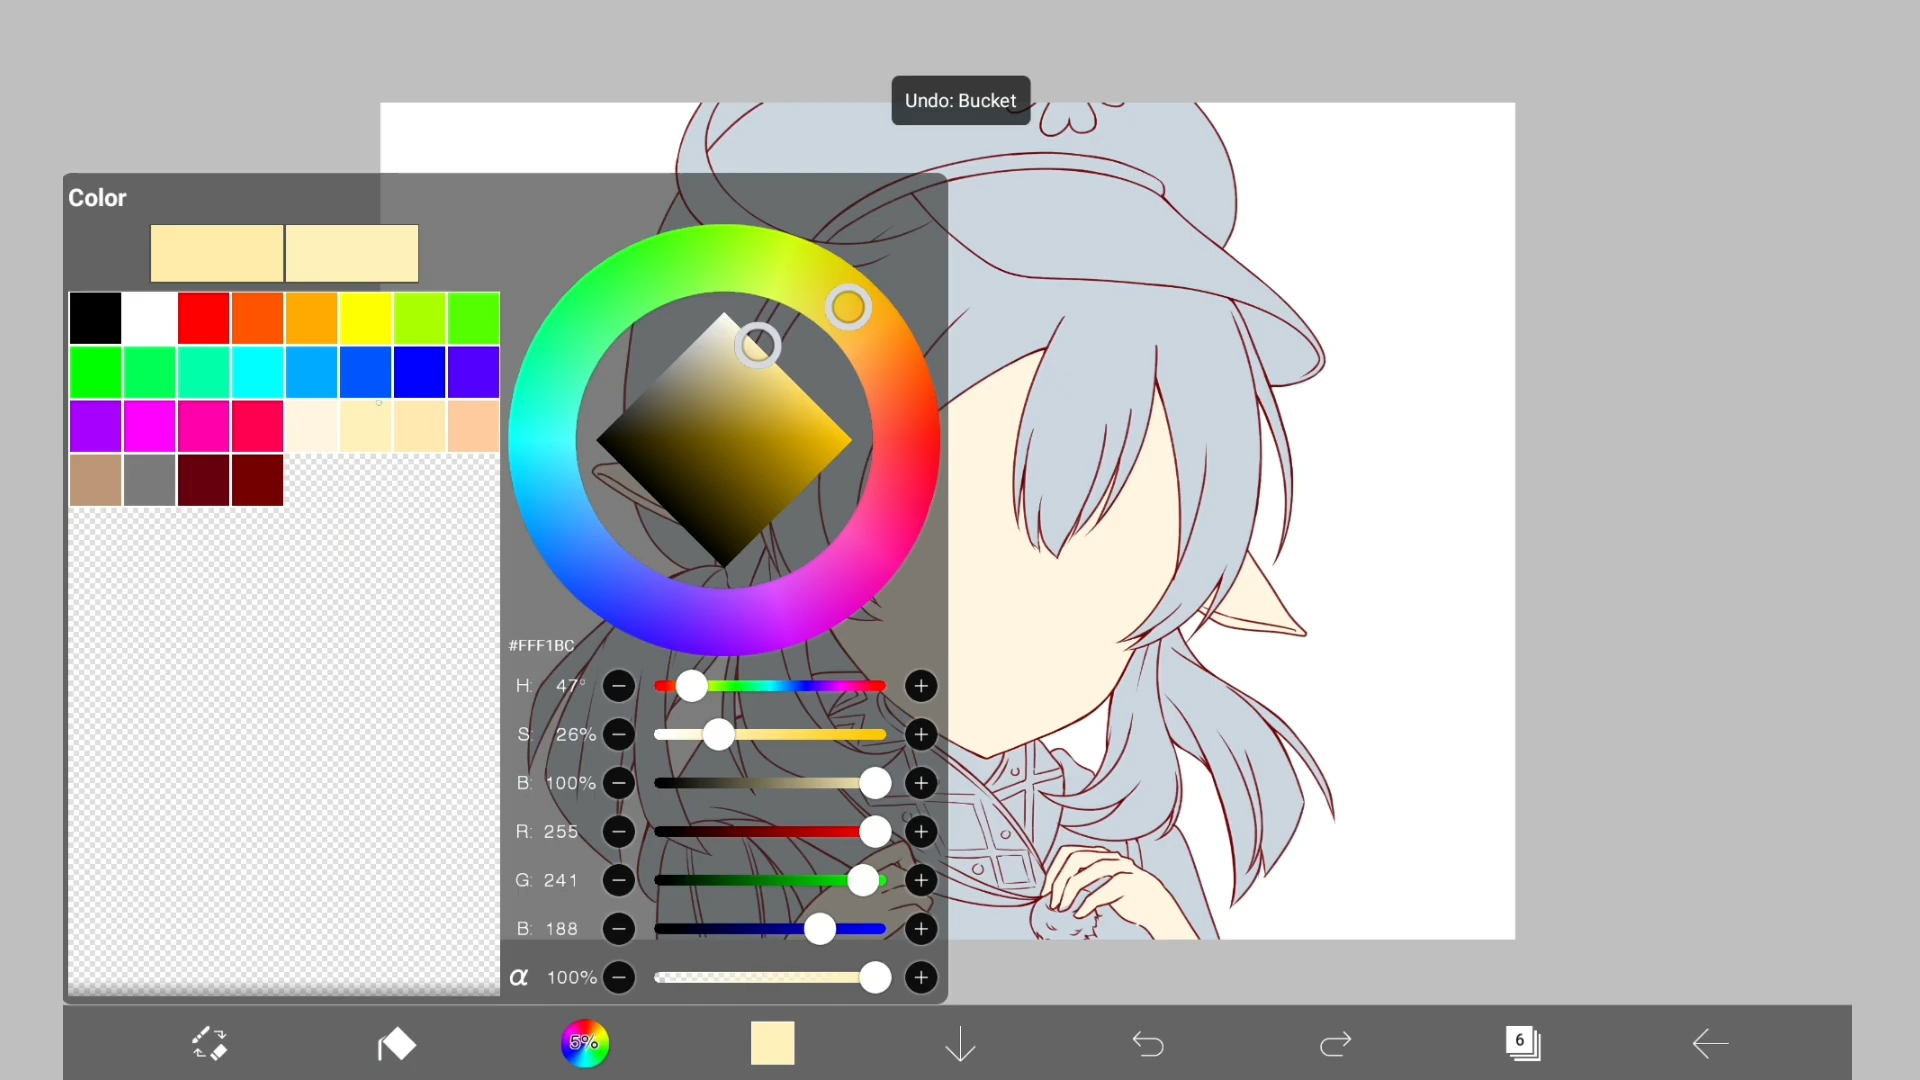 Undo: Bucket
Color
#FFF1BC
H: 47°
S: 26%
B: 100%
R: 255
G: 241
B: 188
α 100%
5%
6